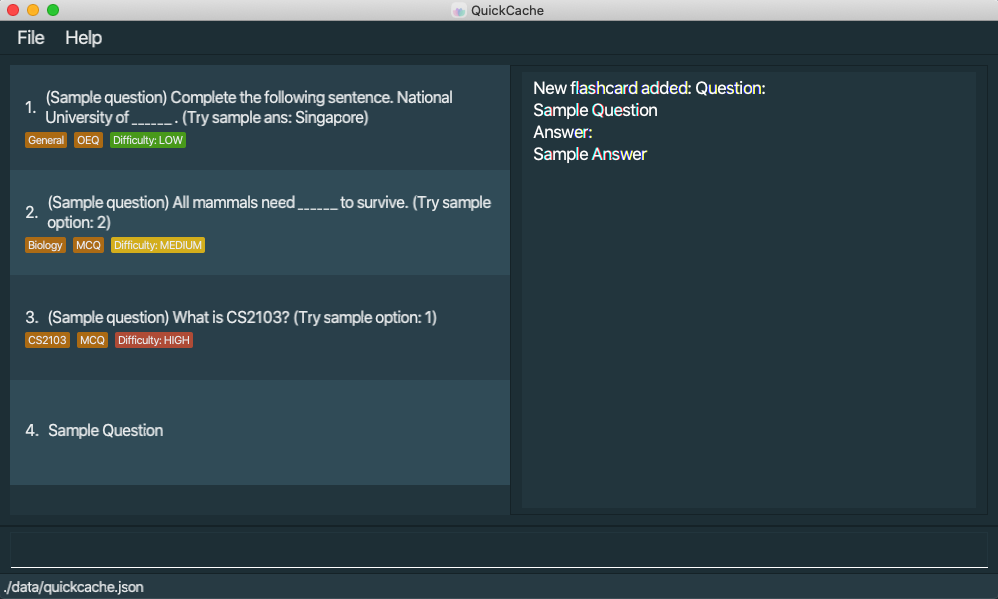 QuickCache
File Help
1. (Sample question) Complete the following sentence. National
University of ______ . (Try sample ans: Singapore)
General OEQ Difficulty: LOW
2. (Sample question) All mammals need ______ to survive. (Try sample
option: 2)
Biology MCQ Difficulty: MEDIUM
3. (Sample question) What is CS2103? (Try sample option: 1)
CS2103 MCQ Difficulty: HIGH
4. Sample Question
New flashcard added: Question:
Sample Question
Answer:
Sample Answer
./data/quickcache.json